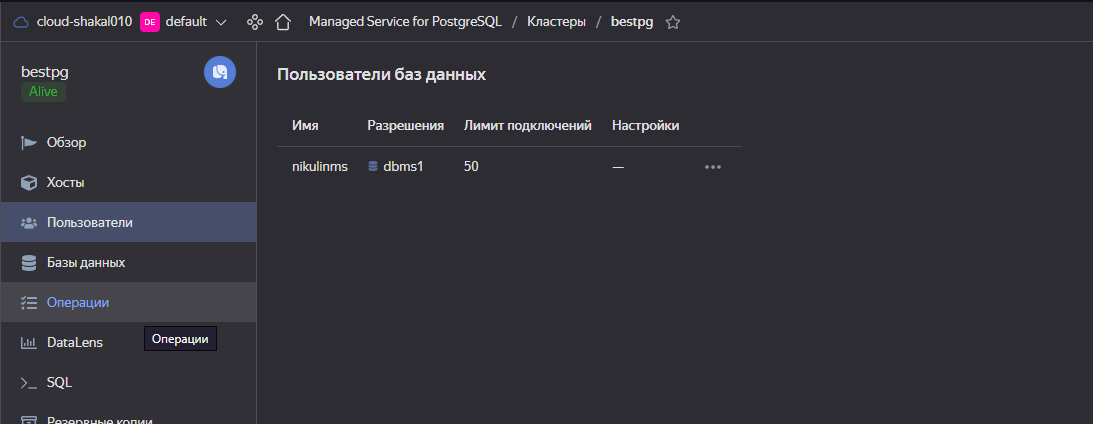 cloud-shakal010 DE default Managed Service for PostgreSQL / Кластеры / bestpg
bestpg
Alive
Обзор
Хосты
Пользователи
Базы данных
Операции
DataLens
Операции
SQL
Резервные копии
Пользователи баз данных
Имя Разрешения Лимит подключений Настройки
nikulinms dbms1 50 —